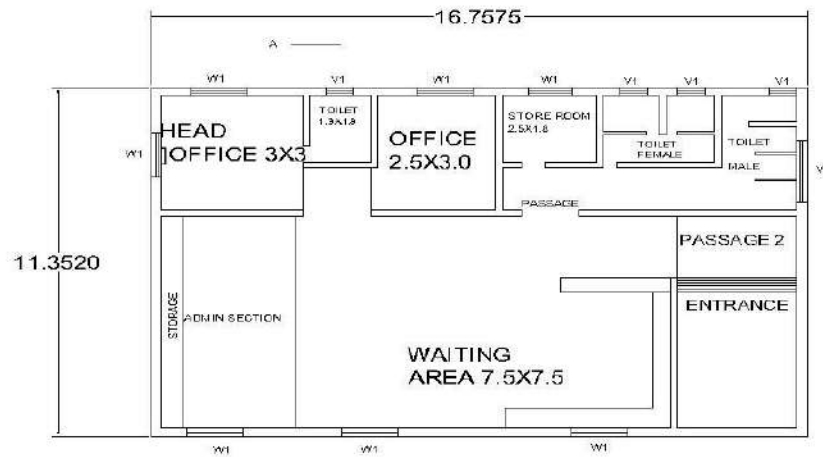 16.7575
A
W1
V1
W1
W1
V1
V1
V1
HEAD
OFFICE 3X3
TOILET
1.9X1.9
OFFICE
2.5X3.0
STORE ROOM
2.5X1.8
TOILET
FEMALE
TOILET
MALE
W1
V
PASSAGE
11.3520
PASSAGE 2
STORAGE
ADMIN SECTION
ENTRANCE
WAITING
AREA 7.5X7.5
W1
W1
W1